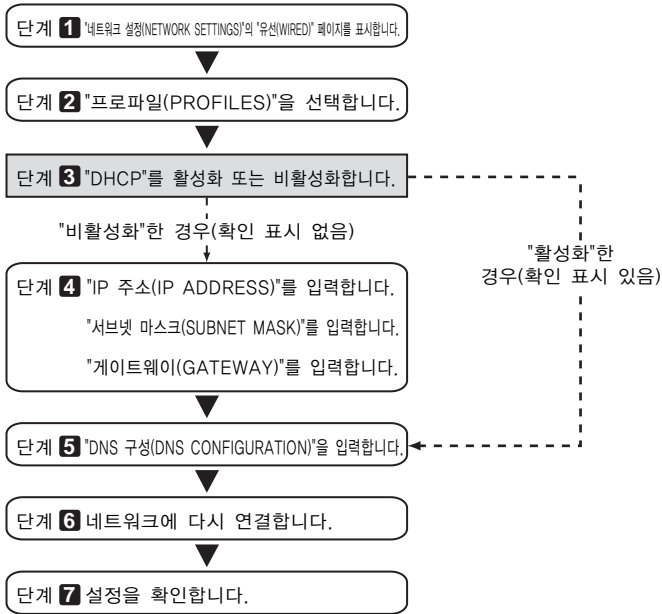 단계 1 "네트워크 설정(NETWORK SETTINGS)"의 "유선(WIRED)" 페이지를 표시합니다.
단계 2 "프로파일(PROFILES)"을 선택합니다.
단계 3 "DHCP"를 활성화 또는 비활성화합니다.
"비활성화"한 경우(확인 표시 없음)
"활성화"한
경우(확인 표시 있음)
단계 4 "IP 주소(IP ADDRESS)"를 입력합니다.
"서브넷 마스크(SUBNET MASK)"를 입력합니다.
"게이트웨이(GATEWAY)"를 입력합니다.
단계 5 "DNS 구성(DNS CONFIGURATION)"을 입력합니다.
단계 6 네트워크에 다시 연결합니다.
단계 7 설정을 확인합니다.